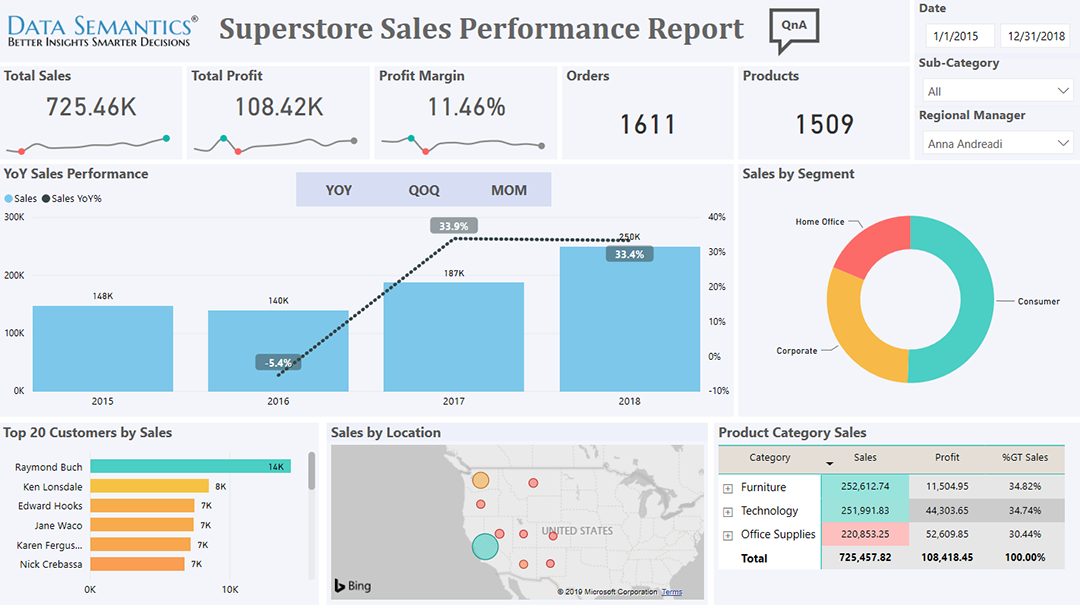 DATA SEMANTICS®
BETTER INSIGHTS SMARTER DECISIONS
Superstore Sales Performance Report
QnA
Date
1/1/2015 12/31/2018
Sub-Category
All
Regional Manager
Anna Andreadi
Total Sales
725.46K
Total Profit
108.42K
Profit Margin
11.46%
Orders
1611
Products
1509
YoY Sales Performance
YOY QOQ MOM
Sales Sales YoY%
300K
200K
100K
0K
40%
30%
20%
10%
0%
-10%
148K
140K
187K
250K
-5.4%
33.9%
33.4%
2015 2016 2017 2018
Sales by Segment
Home Office
Consumer
Corporate
Top 20 Customers by Sales
Raymond Buch 14K
Ken Lonsdale 8K
Edward Hooks 7K
Jane Waco 7K
Karen Fergus... 7K
Nick Crebassa 7K
0K 10K
Sales by Location
UNITED STATES
Bing
© 2019 Microsoft Corporation Terms
Product Category Sales
Category Sales Profit %GT Sales
Furniture 252,612.74 11,504.95 34.82%
Technology 251,991.83 44,303.65 34.74%
Office Supplies 220,853.25 52,609.85 30.44%
Total 725,457.82 108,418.45 100.00%